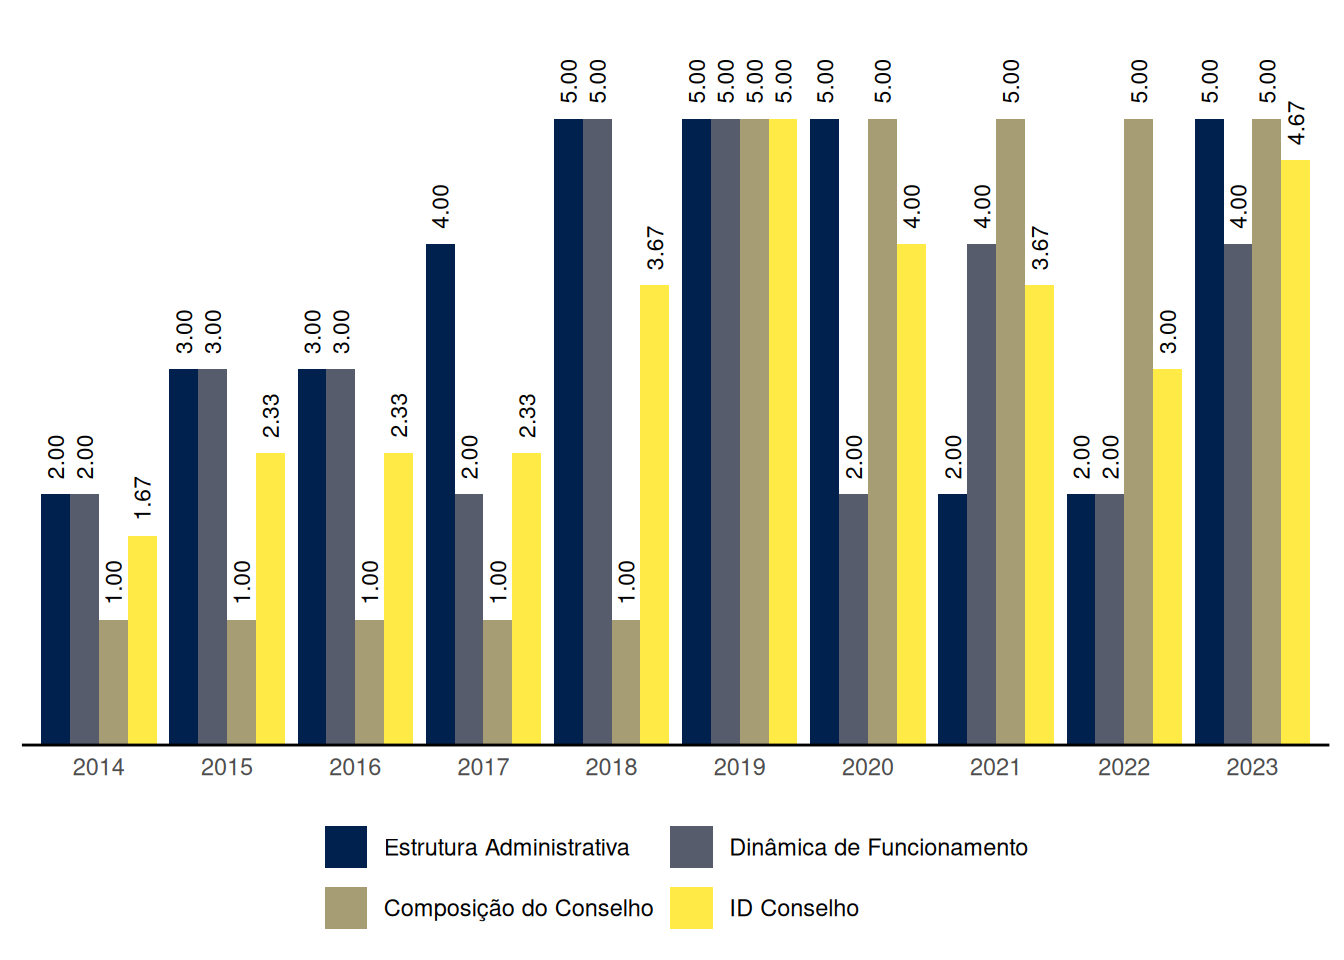 5.00 5.00 5.00 5.00 5.00 5.00 5.00 5.00 5.00 5.00 5.00 5.00
4.67
4.00 4.00 4.00 4.00
3.67 3.67
3.00 3.00 3.00 3.00 3.00
2.33 2.33 2.33
2.00 2.00 2.00 2.00 2.00 2.00 2.00
1.67
1.00 1.00 1.00 1.00 1.00
2014 2015 2016 2017 2018 2019 2020 2021 2022 2023
Estrutura Administrativa Dinâmica de Funcionamento
Composição do Conselho ID Conselho